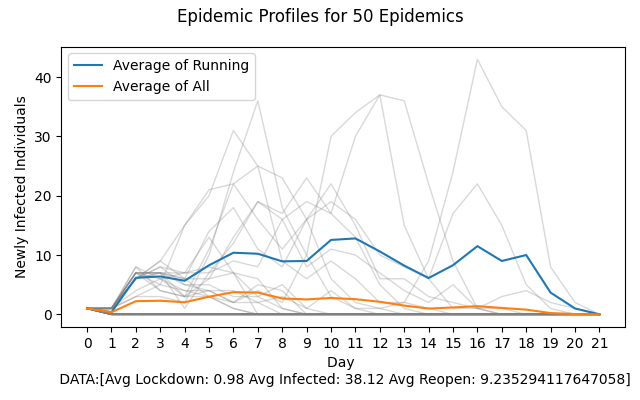 Epidemic Profiles for 50 Epidemics
Average of Running
Average of All
Newly Infected Individuals
40
30
20
10
0
0 1 2 3 4 5 6 7 8 9 10 11 12 13 14 15 16 17 18 19 20 21
Day
DATA:[Avg Lockdown: 0.98 Avg Infected: 38.12 Avg Reopen: 9.235294117647058]